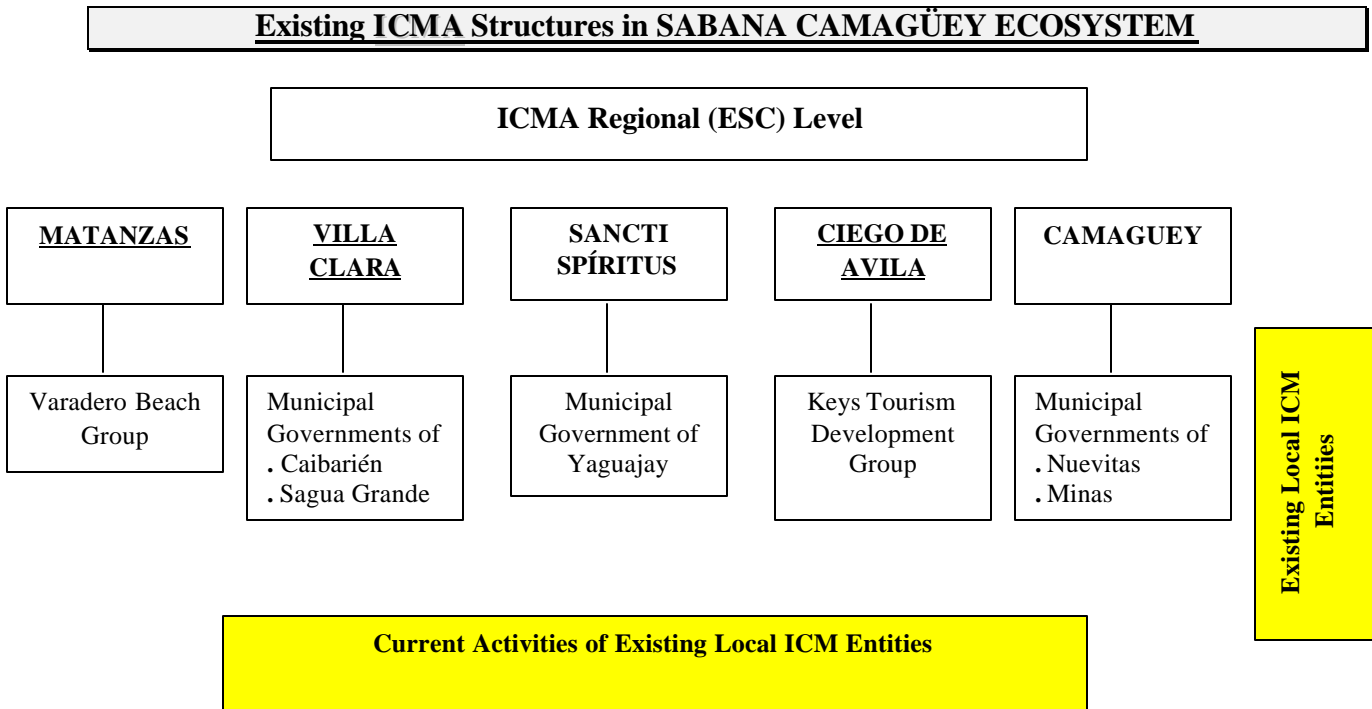 Existing ICMA Structures in SABANA CAMAGÜEY ECOSYSTEM
ICMA Regional (ESC) Level
MATANZAS
VILLA
CLARA
SANCTI
SPÍRITUS
CIEGO DE
AVILA
CAMAGUEY
Varadero Beach
Group
Municipal
Governments of
. Caibarién
. Sagua Grande
Municipal
Government of
Yaguajay
Keys Tourism
Development
Group
Municipal
Governments of
. Nuevitas
. Minas
Existing Local ICM
Entitiies
Current Activities of Existing Local ICM Entities